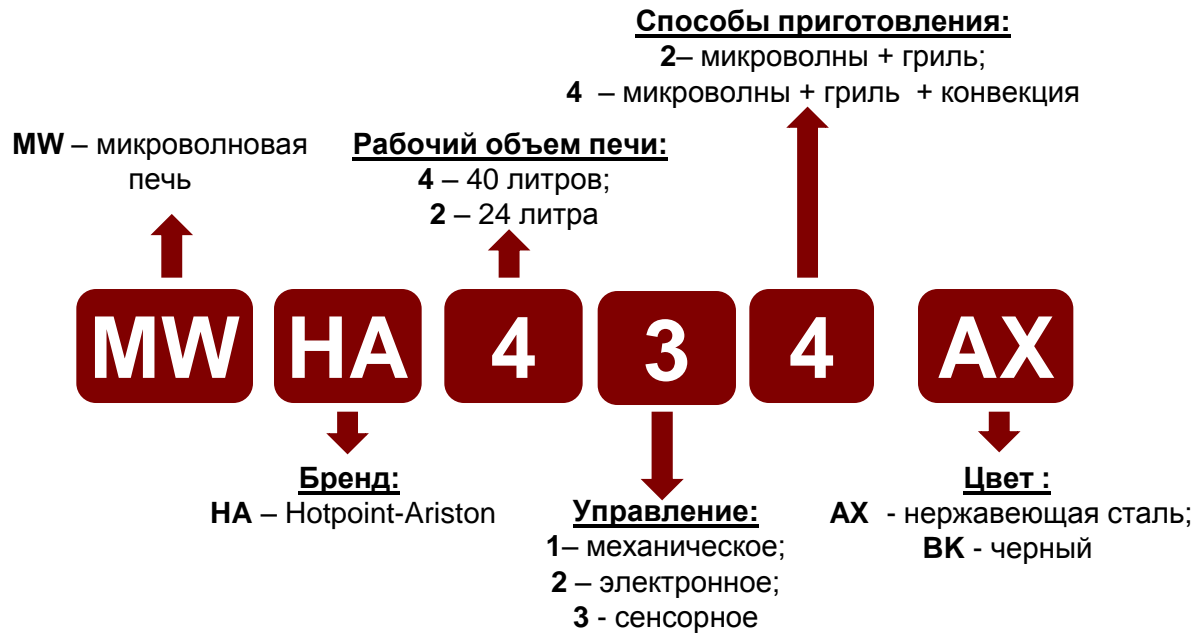 Способы приготовления:
2– микроволны + гриль;
4 – микроволны + гриль + конвекция
MW – микроволновая
печь
Рабочий объем печи:
4 – 40 литров;
2 – 24 литра
MW HA 4 3 4 AX
Бренд:
HA – Hotpoint-Ariston
Управление:
1– механическое;
2 – электронное;
3 - сенсорное
Цвет :
AX - нержавеющая сталь;
BK - черный